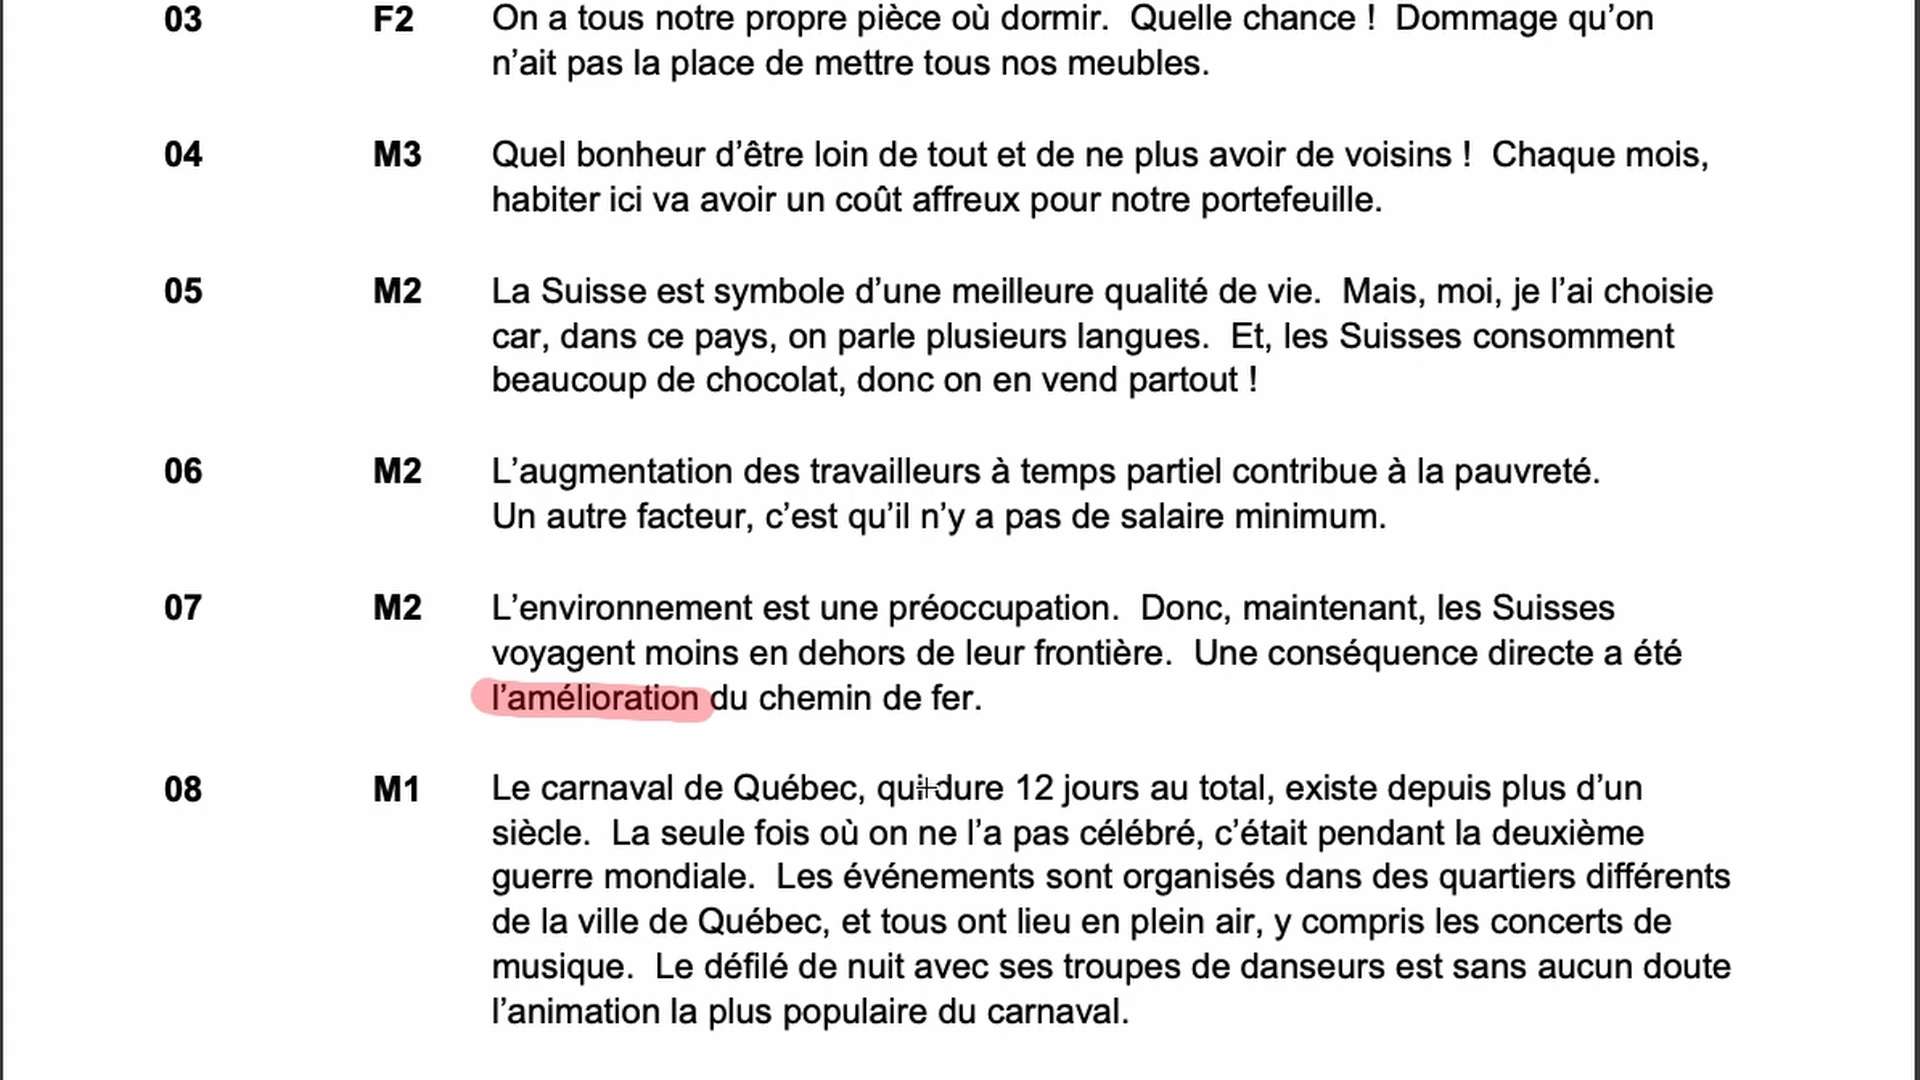 03 F2 On a tous notre propre pièce où dormir.  Quelle chance !  Dommage qu’on
n’ait pas la place de mettre tous nos meubles.
04 M3 Quel bonheur d’être loin de tout et de ne plus avoir de voisins !  Chaque mois,
habiter ici va avoir un coût affreux pour notre portefeuille.
05 M2 La Suisse est symbole d’une meilleure qualité de vie.  Mais, moi, je l’ai choisie
car, dans ce pays, on parle plusieurs langues.  Et, les Suisses consomment
beaucoup de chocolat, donc on en vend partout !
06 M2 L’augmentation des travailleurs à temps partiel contribue à la pauvreté.
Un autre facteur, c’est qu’il n’y a pas de salaire minimum.
07 M2 L’environnement est une préoccupation.  Donc, maintenant, les Suisses
voyagent moins en dehors de leur frontière.  Une conséquence directe a été
l’amélioration du chemin de fer.
08 M1 Le carnaval de Québec, qui dure 12 jours au total, existe depuis plus d’un
siècle.  La seule fois où on ne l’a pas célébré, c’était pendant la deuxième
guerre mondiale.  Les événements sont organisés dans des quartiers différents
de la ville de Québec, et tous ont lieu en plein air, y compris les concerts de
musique.  Le défilé de nuit avec ses troupes de danseurs est sans aucun doute
l’animation la plus populaire du carnaval.